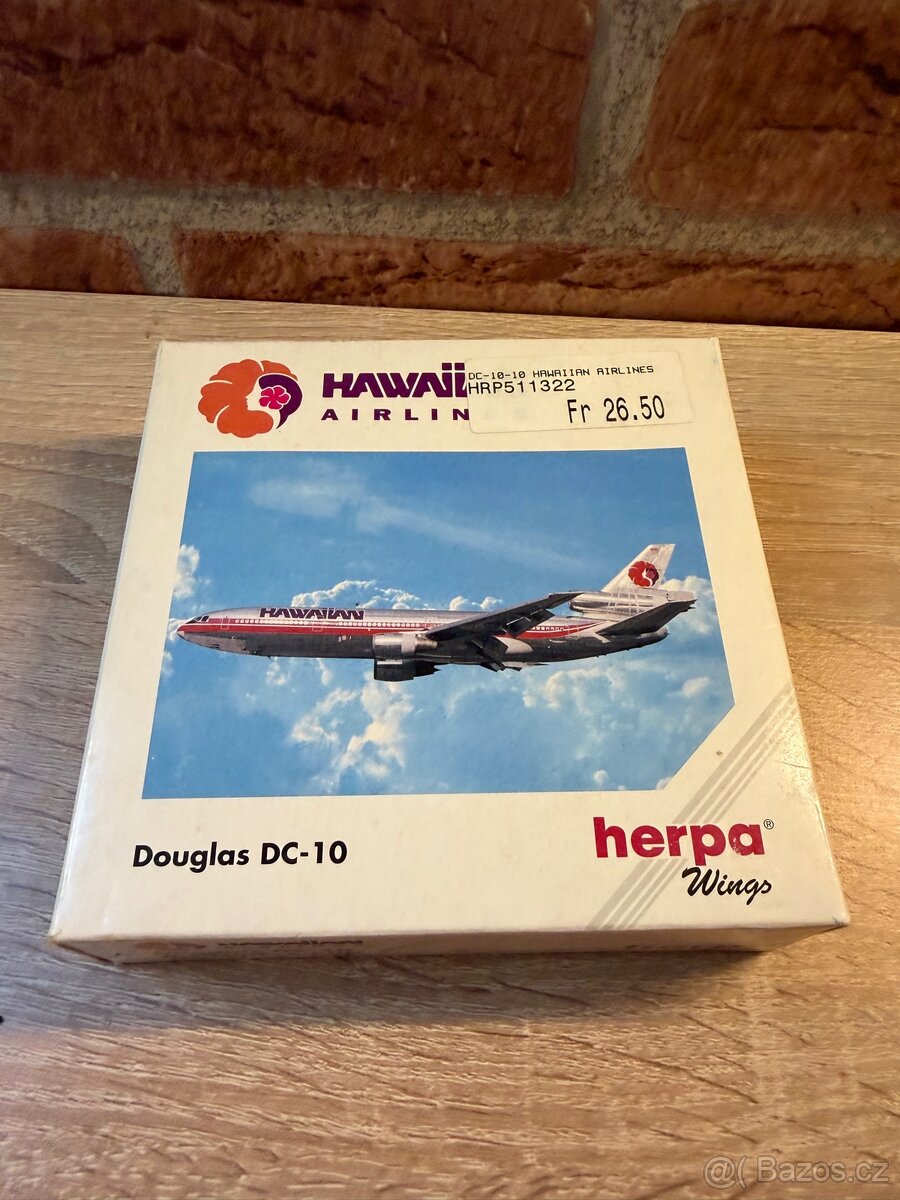 HAWAII
AIRLIN
DC-10-10 HAWAIIAN AIRLINES
HRP511322
Fr 26.50
HAWAIIAN
Douglas DC-10
herpa®
Wings
@( Bazos.cz